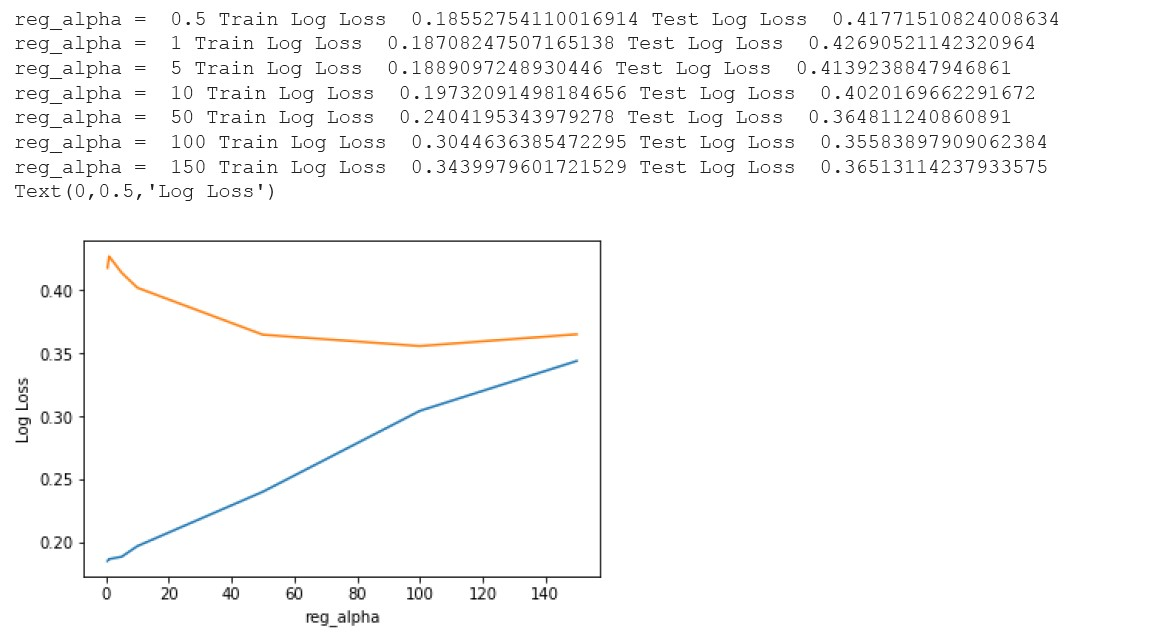 reg_alpha =  0.5 Train Log Loss  0.18552754110016914 Test Log Loss  0.41771510824008634
reg_alpha =  1 Train Log Loss  0.18708247507165138 Test Log Loss  0.42690521142320964
reg_alpha =  5 Train Log Loss  0.1889097248930446 Test Log Loss  0.4139238847946861
reg_alpha =  10 Train Log Loss  0.19732091498184656 Test Log Loss  0.4020169662291672
reg_alpha =  50 Train Log Loss  0.2404195343979278 Test Log Loss  0.364811240860891
reg_alpha =  100 Train Log Loss  0.3044636385472295 Test Log Loss  0.35583897909062384
reg_alpha =  150 Train Log Loss  0.3439979601721529 Test Log Loss  0.36513114237933575
Text(0,0.5,'Log Loss')
0.40
0.35
0.30
0.25
0.20
Log Loss
0 20 40 60 80 100 120 140
reg_alpha